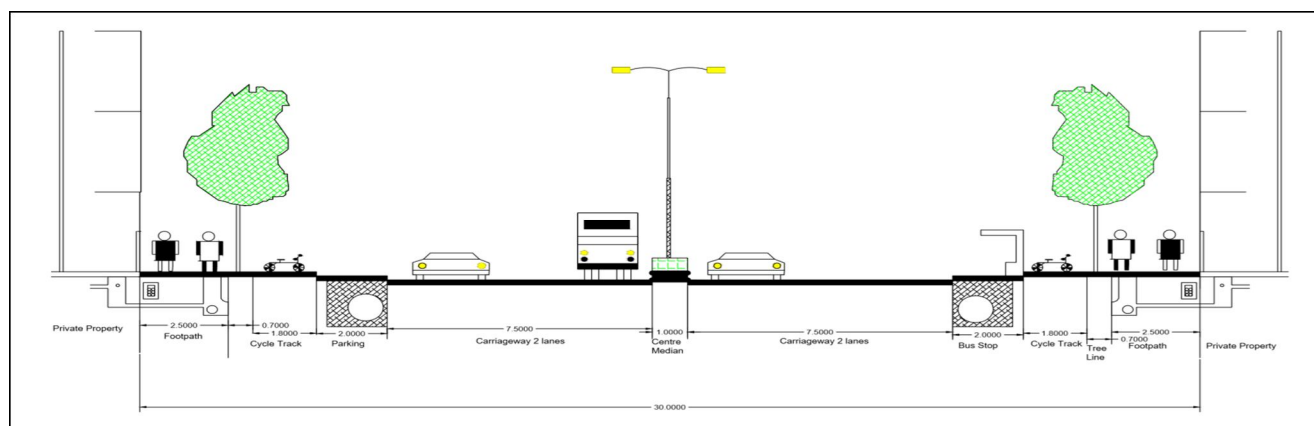 2.5000
0.7000
1.8000
2.0000
7.5000
1.0000
7.5000
2.0000
1.8000
0.7000
2.5000
Private Property
Footpath
Cycle Track
Parking
Carriageway 2 lanes
Centre
Median
Carriageway 2 lanes
Bus Stop
Cycle Track
Tree
Line
Footpath
Private Property
30.0000